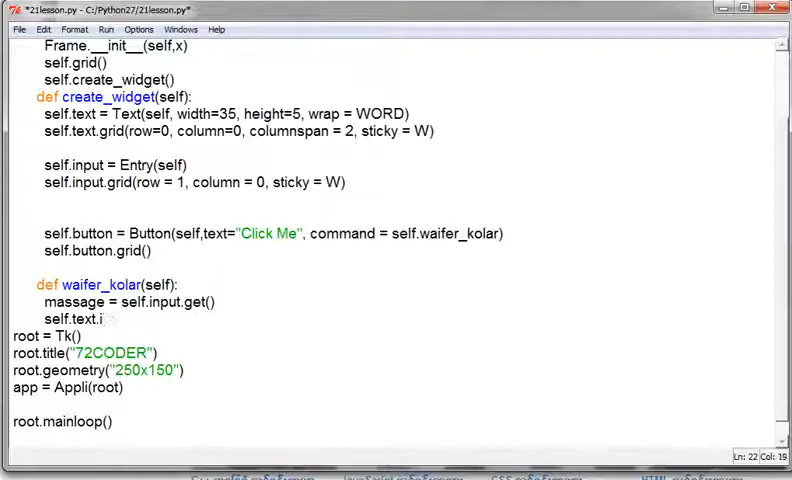 *21lesson.py - C:/Python27/21lesson.py*
File Edit Format Run Options Windows Help
Frame.__init__(self,x)
self.grid()
self.create_widget()
def create_widget(self):
self.text = Text(self, width=35, height=5, wrap = WORD)
self.text.grid(row=0, column=0, columnspan = 2, sticky = W)
self.input = Entry(self)
self.input.grid(row = 1, column = 0, sticky = W)
self.button = Button(self,text="Click Me", command = self.waifer_kolar)
self.button.grid()
def waifer_kolar(self):
massage = self.input.get()
self.text.i
root = Tk()
root.title("72CODER")
root.geometry("250x150")
app = Appli(root)
root.mainloop()
Ln: 22 Col: 19